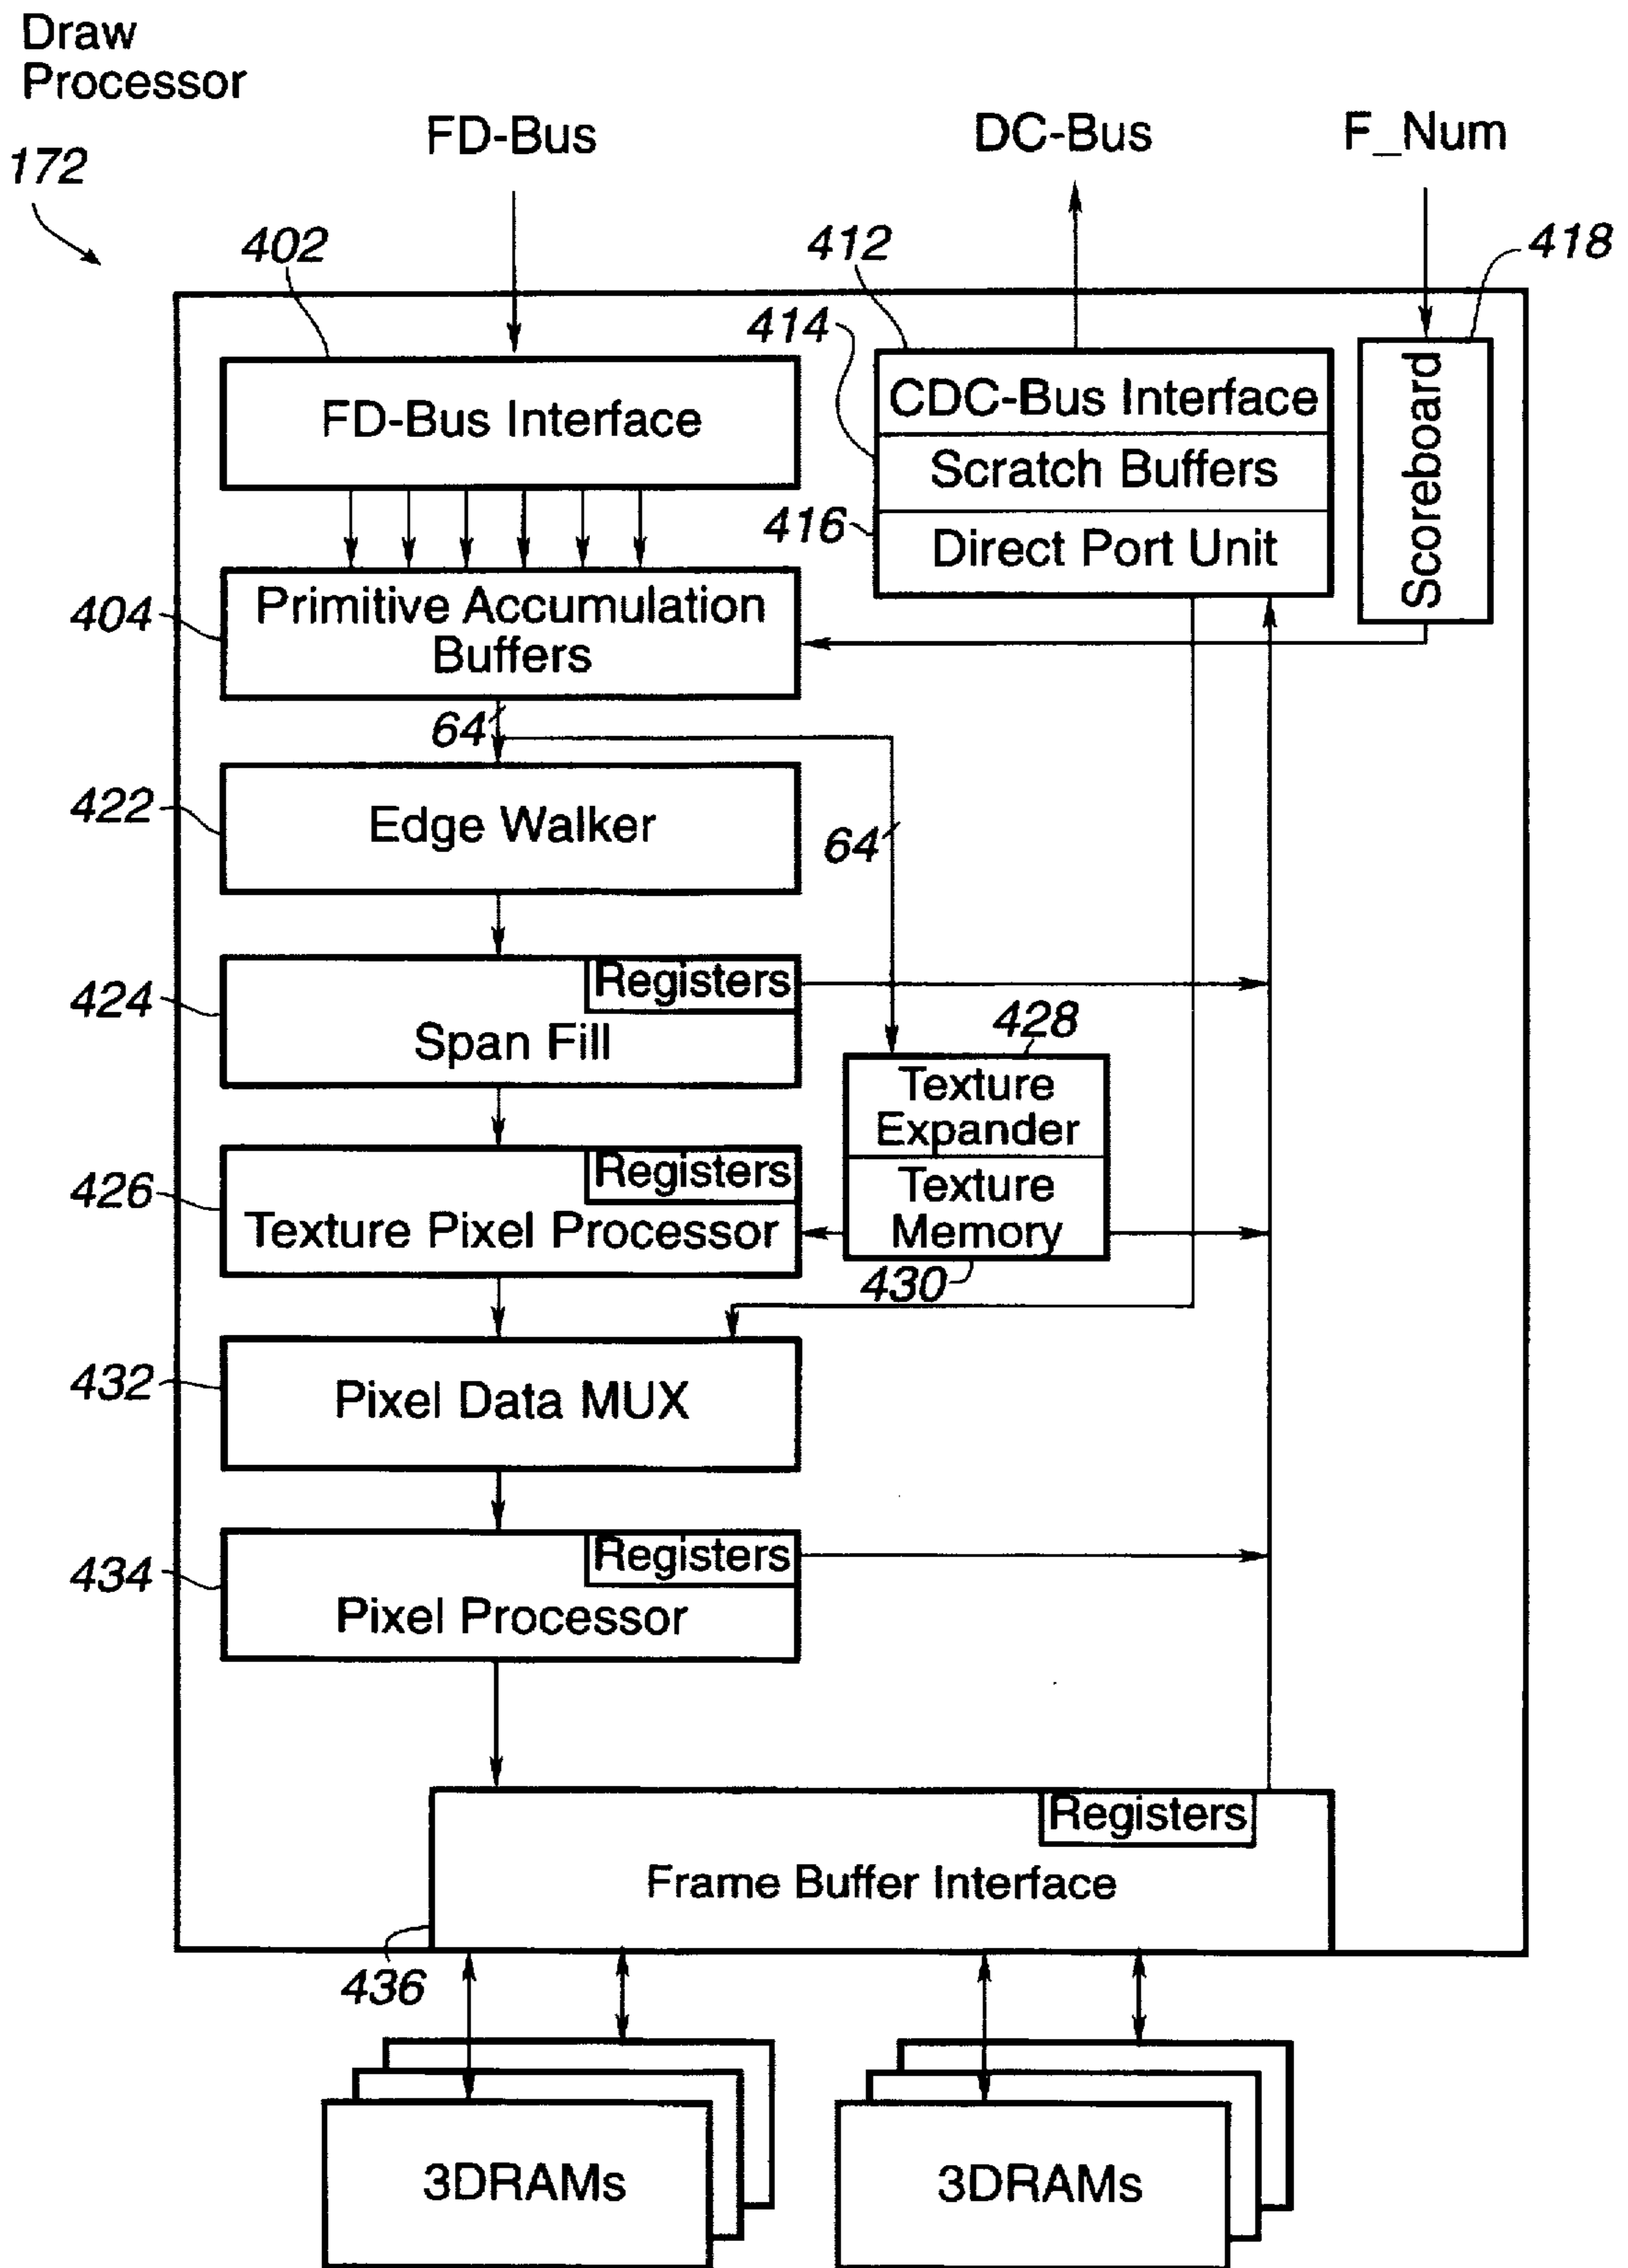 Draw
Processor
172
FD-Bus
DC-Bus
F_Num
402
412
414
418
FD-Bus Interface
CDC-Bus Interface
Scratch Buffers
416
Direct Port Unit
Scoreboard
404
Primitive Accumulation
Buffers
64
422
Edge Walker
64
424
Registers
Span Fill
428
Texture
Expander
426
Registers
Texture Pixel Processor
Texture
Memory
430
432
Pixel Data MUX
434
Registers
Pixel Processor
Registers
Frame Buffer Interface
436
3DRAMs
3DRAMs